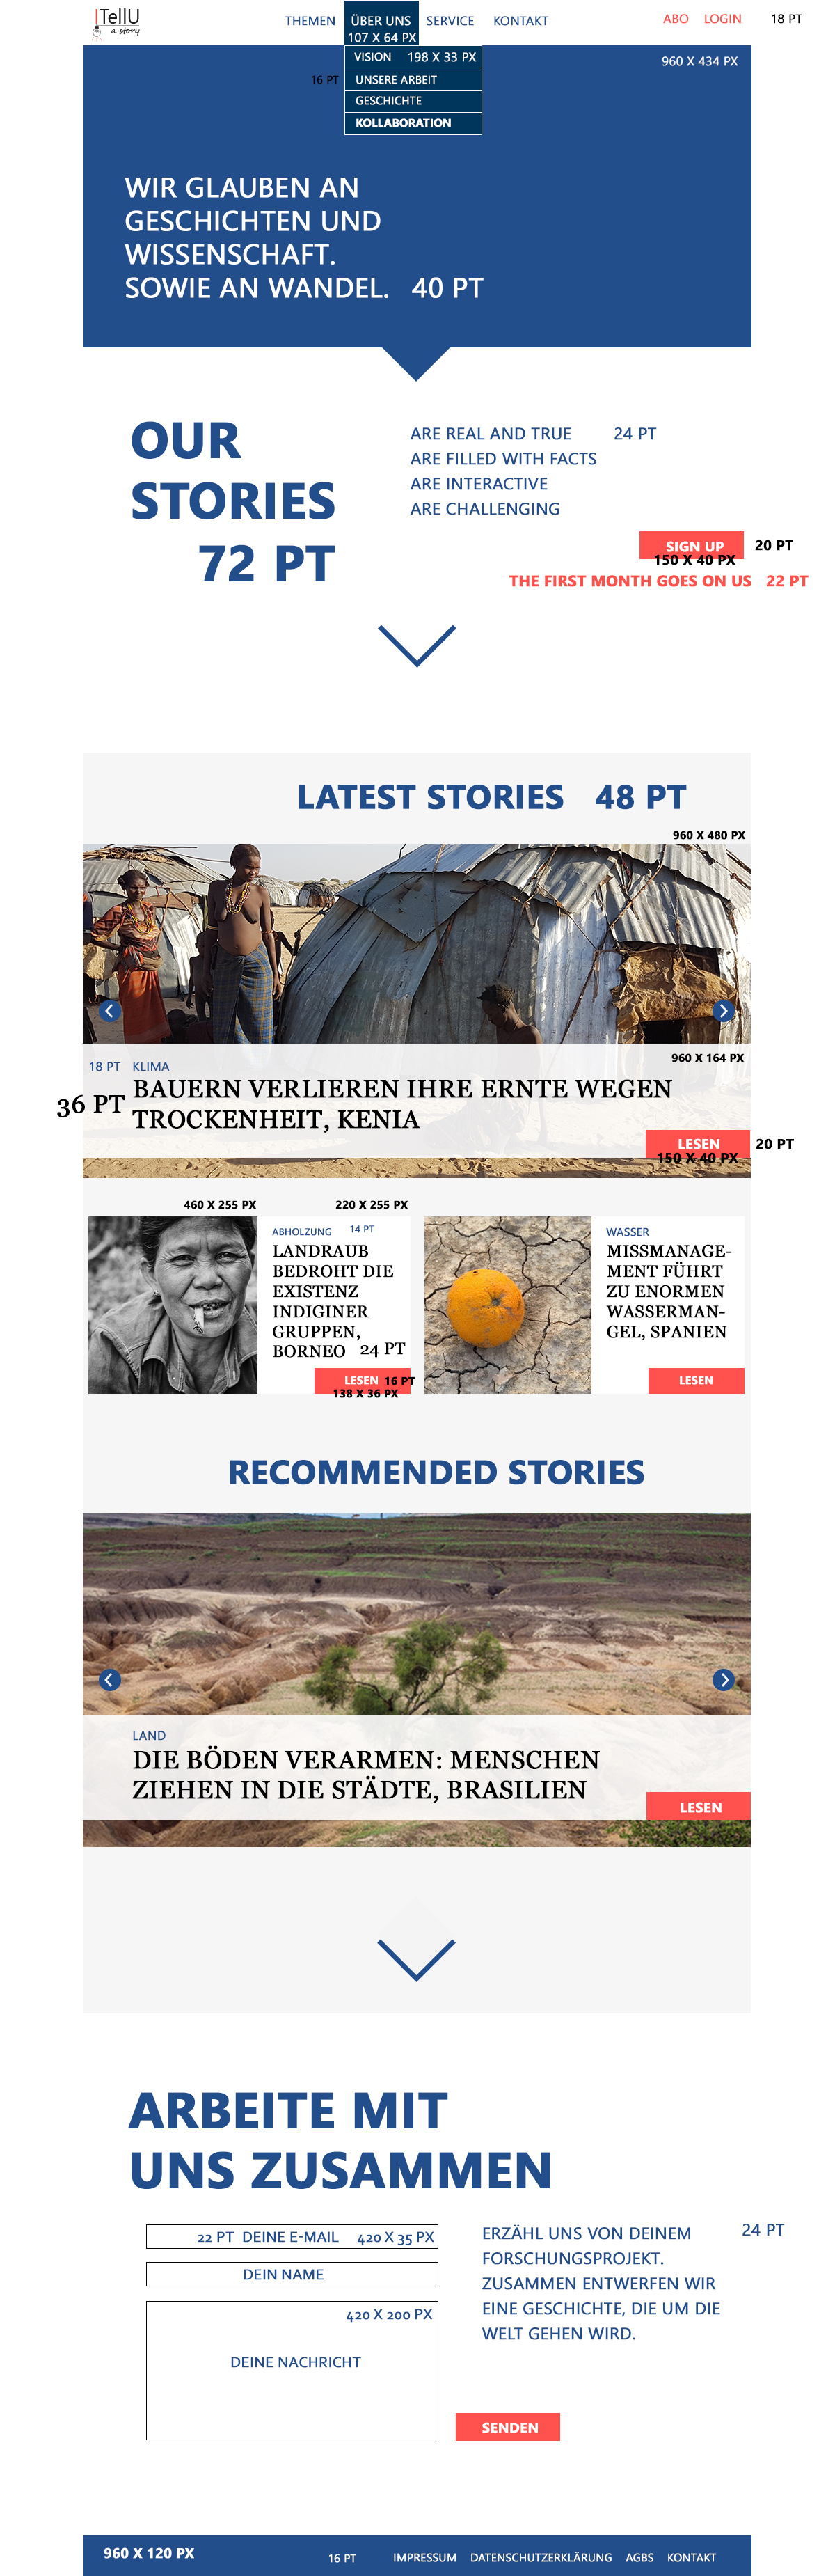 ITellU
a story
THEMEN ÜBER UNS SERVICE KONTAKT ABO LOGIN 18 PT
107 X 64 PX
VISION 198 X 33 PX
960 X 434 PX
16 PT UNSERE ARBEIT
GESCHICHTE
KOLLABORATION
WIR GLAUBEN AN
GESCHICHTEN UND
WISSENSCHAFT.
SOWIE AN WANDEL. 40 PT
OUR
STORIES
72 PT
ARE REAL AND TRUE 24 PT
ARE FILLED WITH FACTS
ARE INTERACTIVE
ARE CHALLENGING
SIGN UP 20 PT
150 X 40 PX
THE FIRST MONTH GOES ON US 22 PT
LATEST STORIES 48 PT
960 X 480 PX
960 X 164 PX
18 PT KLIMA
36 PT BAUERN VERLIEREN IHRE ERNTE WEGEN
TROCKENHEIT, KENIA
LESEN 20 PT
150 X 40 PX
460 X 255 PX 220 X 255 PX
ABHOLZUNG 14 PT
LANDRAUB
BEDROHT DIE
EXISTENZ
INDIGINER
GRUPPEN,
BORNEO 24 PT
LESEN 16 PT
138 X 36 PX
WASSER
MISSMANAGE-
MENT FÜHRT
ZU ENORMEN
WASSERMAN-
GEL, SPANIEN
LESEN
RECOMMENDED STORIES
LAND
DIE BÖDEN VERARMEN: MENSCHEN
ZIEHEN IN DIE STÄDTE, BRASILIEN
LESEN
ARBEITE MIT
UNS ZUSAMMEN
22 PT DEINE E-MAIL 420 X 35 PX
DEIN NAME
420 X 200 PX
DEINE NACHRICHT
ERZÄHL UNS VON DEINEM 24 PT
FORSCHUNGSPROJEKT.
ZUSAMMEN ENTWERFEN WIR
EINE GESCHICHTE, DIE UM DIE
WELT GEHEN WIRD.
SENDEN
960 X 120 PX 16 PT IMPRESSUM DATENSCHUTZERKLÄRUNG AGBS KONTAKT